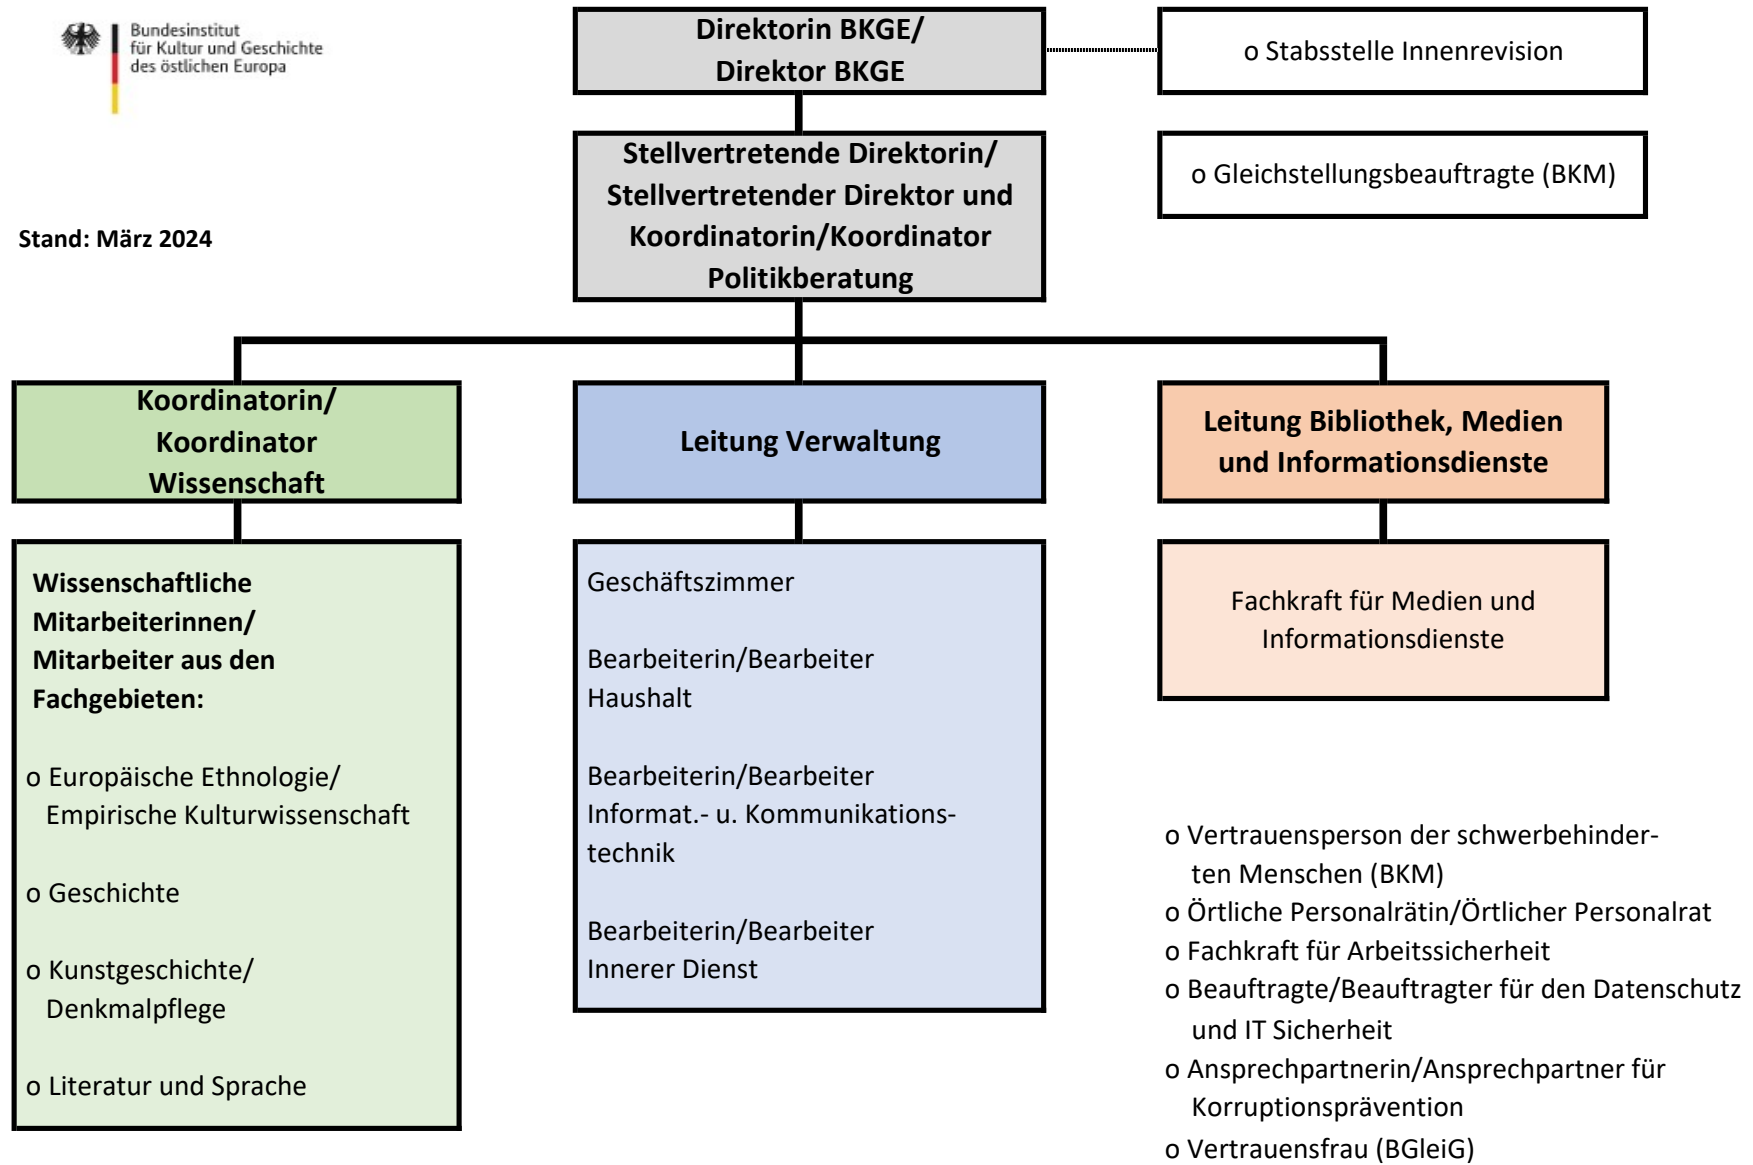 Bundesinstitut
für Kultur und Geschichte
des östlichen Europa
Direktorin BKGE/
Direktor BKGE
o Stabsstelle Innenrevision
Stellvertretende Direktorin/
Stellvertretender Direktor und
Koordinatorin/Koordinator
Politikberatung
o Gleichstellungsbeauftragte (BKM)
Stand: März 2024
Koordinatorin/
Koordinator
Wissenschaft
Leitung Verwaltung
Leitung Bibliothek, Medien
und Informationsdienste
Wissenschaftliche
Mitarbeiterinnen/
Mitarbeiter aus den
Fachgebieten:
o Europäische Ethnologie/
Empirische Kulturwissenschaft
o Geschichte
o Kunstgeschichte/
Denkmalpflege
o Literatur und Sprache
Geschäftszimmer
Bearbeiterin/Bearbeiter
Haushalt
Bearbeiterin/Bearbeiter
Informat.- u. Kommunikations-
technik
Bearbeiterin/Bearbeiter
Innerer Dienst
Fachkraft für Medien und
Informationsdienste
o Vertrauensperson der schwerbehinder-
ten Menschen (BKM)
o Örtliche Personalrätin/Örtlicher Personalrat
o Fachkraft für Arbeitssicherheit
o Beauftragte/Beauftragter für den Datenschutz
und IT Sicherheit
o Ansprechpartnerin/Ansprechpartner für
Korruptionsprävention
o Vertrauensfrau (BGleiG)